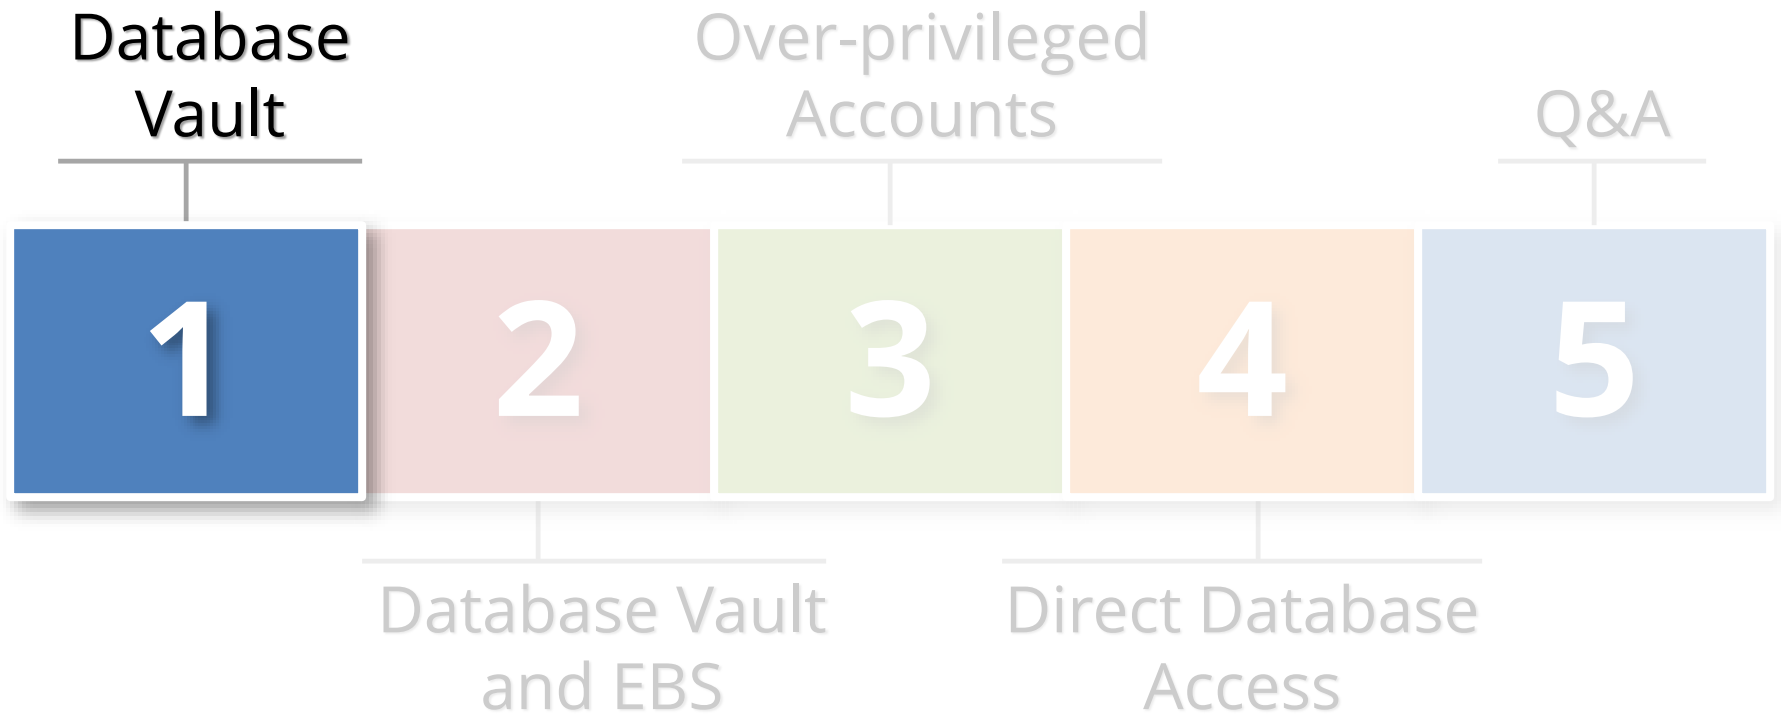 Database
Vault
Over-privileged
Accounts
Q&A
1
2
3
4
5
Database Vault
and EBS
Direct Database
Access